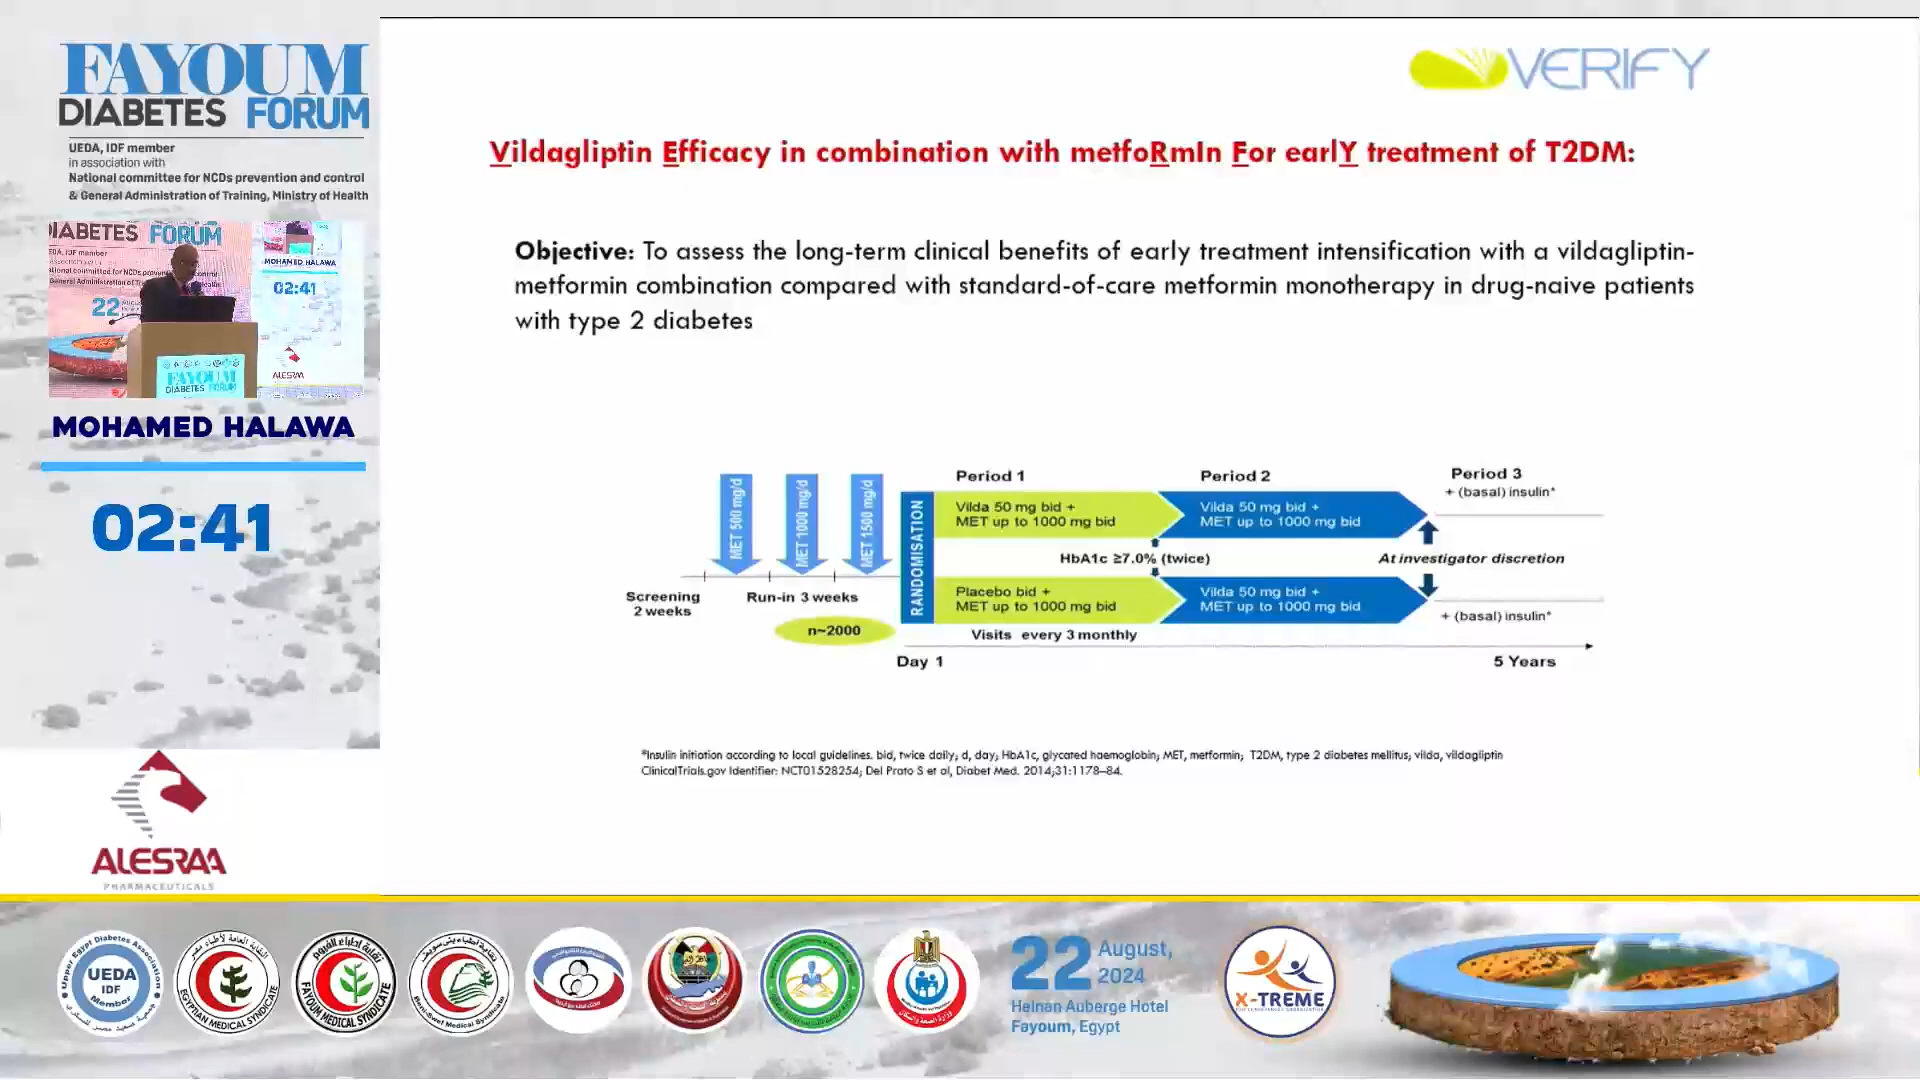 FAYOUM
DIABETES FORUM
UEDA, IDF member
in association with
National committee for NCDs prevention and control
& General Administration of Training, Ministry of Health
DIABETES FORUM
MOHAMED HALAWA
02:41
22
ALESRAA
FAYOUM
DIABETES FORUM
MOHAMED HALAWA
02:41
ALESRAA
PHARMACEUTICALS
VERIFY
Vildagliptin Efficacy in combination with metfoRmIn For earlY treatment of T2DM:
Objective: To assess the long-term clinical benefits of early treatment intensification with a vildagliptin-
metformin combination compared with standard-of-care metformin monotherapy in drug-naive patients
with type 2 diabetes
MET 500 mg/d
MET 1000 mg/d
MET 1500 mg/d
Screening
2 weeks
Run-in 3 weeks
n~2000
RANDOMISATION
Period 1
Period 2
Period 3
+ (basal) insulin*
Vilda 50 mg bid +
MET up to 1000 mg bid
Vilda 50 mg bid +
MET up to 1000 mg bid
HbA1c ≥7.0% (twice)
At investigator discretion
Placebo bid +
MET up to 1000 mg bid
Vilda 50 mg bid +
MET up to 1000 mg bid
+ (basal) insulin*
Visits every 3 monthly
Day 1
5 Years
*Insulin initiation according to local guidelines. bid, twice daily; d, day; HbA1c, glycated haemoglobin; MET, metformin; T2DM, type 2 diabetes mellitus; vilda, vildagliptin
ClinicalTrials.gov Identifier: NCT01528254; Del Prato S et al, Diabet Med. 2014;31:1178–84.
Upper Egypt Diabetes Association
UEDA
IDF
Member
EGYPTIAN MEDICAL SYNDICATE
FAYOUM MEDICAL SYNDICATE
Beni-Swef Medical Syndicate
22 August,
2024
Helnan Auberge Hotel
Fayoum, Egypt
X-TREME